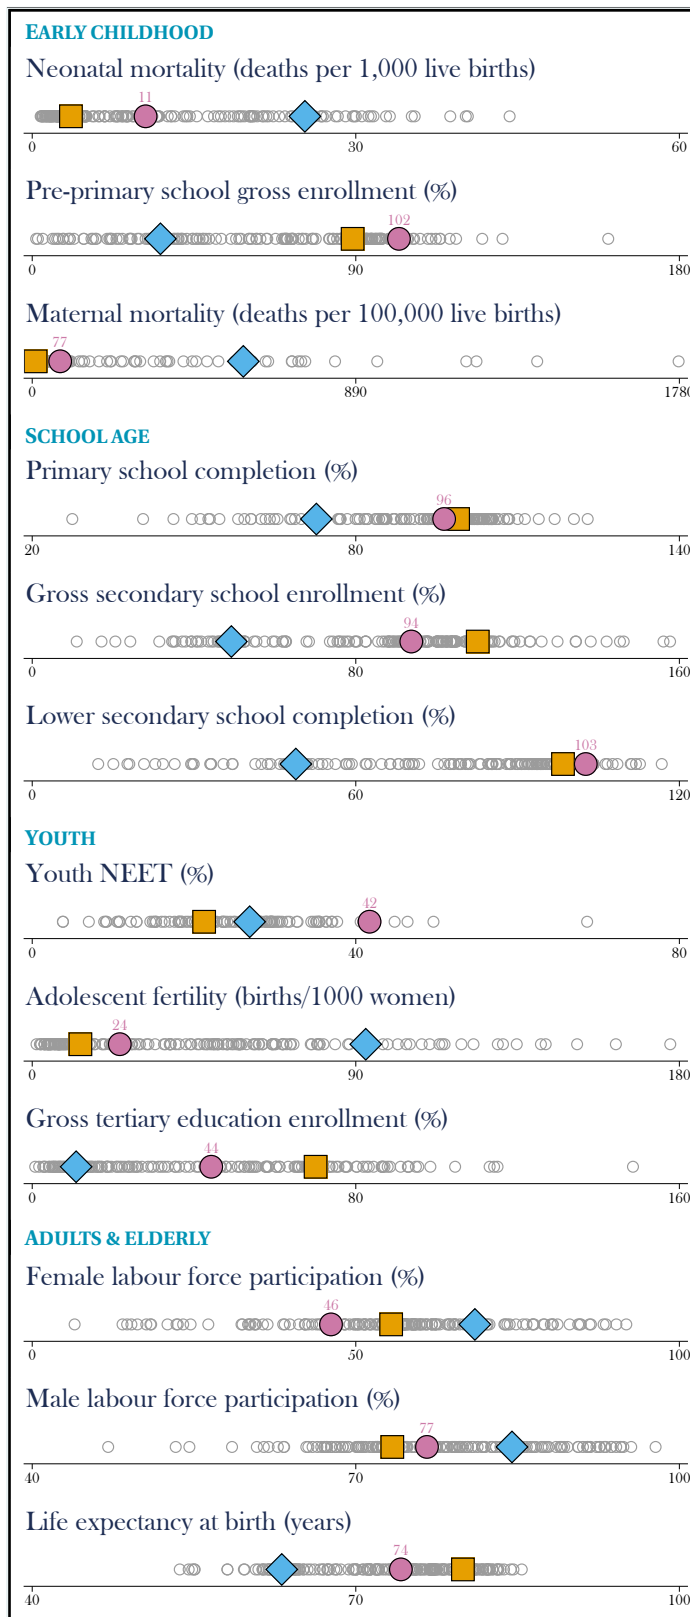 EARLY CHILDHOOD
Neonatal mortality (deaths per 1,000 live births)
11
0 30 60
Pre-primary school gross enrollment (%)
102
0 90 180
Maternal mortality (deaths per 100,000 live births)
77
0 890 1780
SCHOOL AGE
Primary school completion (%)
96
20 80 140
Gross secondary school enrollment (%)
94
0 80 160
Lower secondary school completion (%)
103
0 60 120
YOUTH
Youth NEET (%)
42
0 40 80
Adolescent fertility (births/1000 women)
24
0 90 180
Gross tertiary education enrollment (%)
44
0 80 160
ADULTS & ELDERLY
Female labour force participation (%)
46
0 50 100
Male labour force participation (%)
77
40 70 100
Life expectancy at birth (years)
74
40 70 100